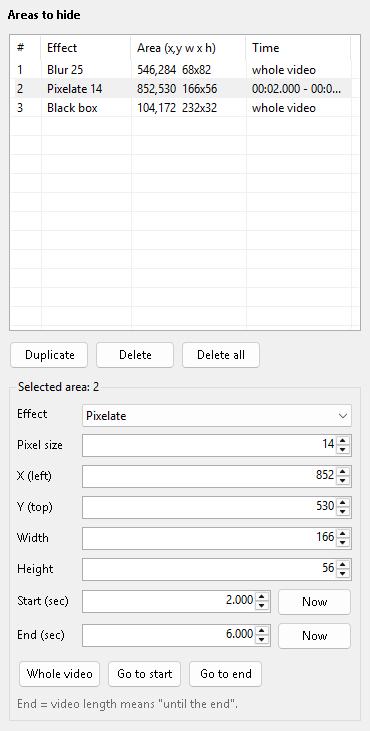 Areas to hide
# Effect Area (x,y w x h) Time
1 Blur 25 546,284 68x82 whole video
2 Pixelate 14 852,530 166x56 00:02.000 - 00:0...
3 Black box 104,172 232x32 whole video
Duplicate Delete Delete all
Selected area: 2
Effect Pixelate
Pixel size 14
X (left) 852
Y (top) 530
Width 166
Height 56
Start (sec) 2.000 Now
End (sec) 6.000 Now
Whole video Go to start Go to end
End = video length means "until the end".